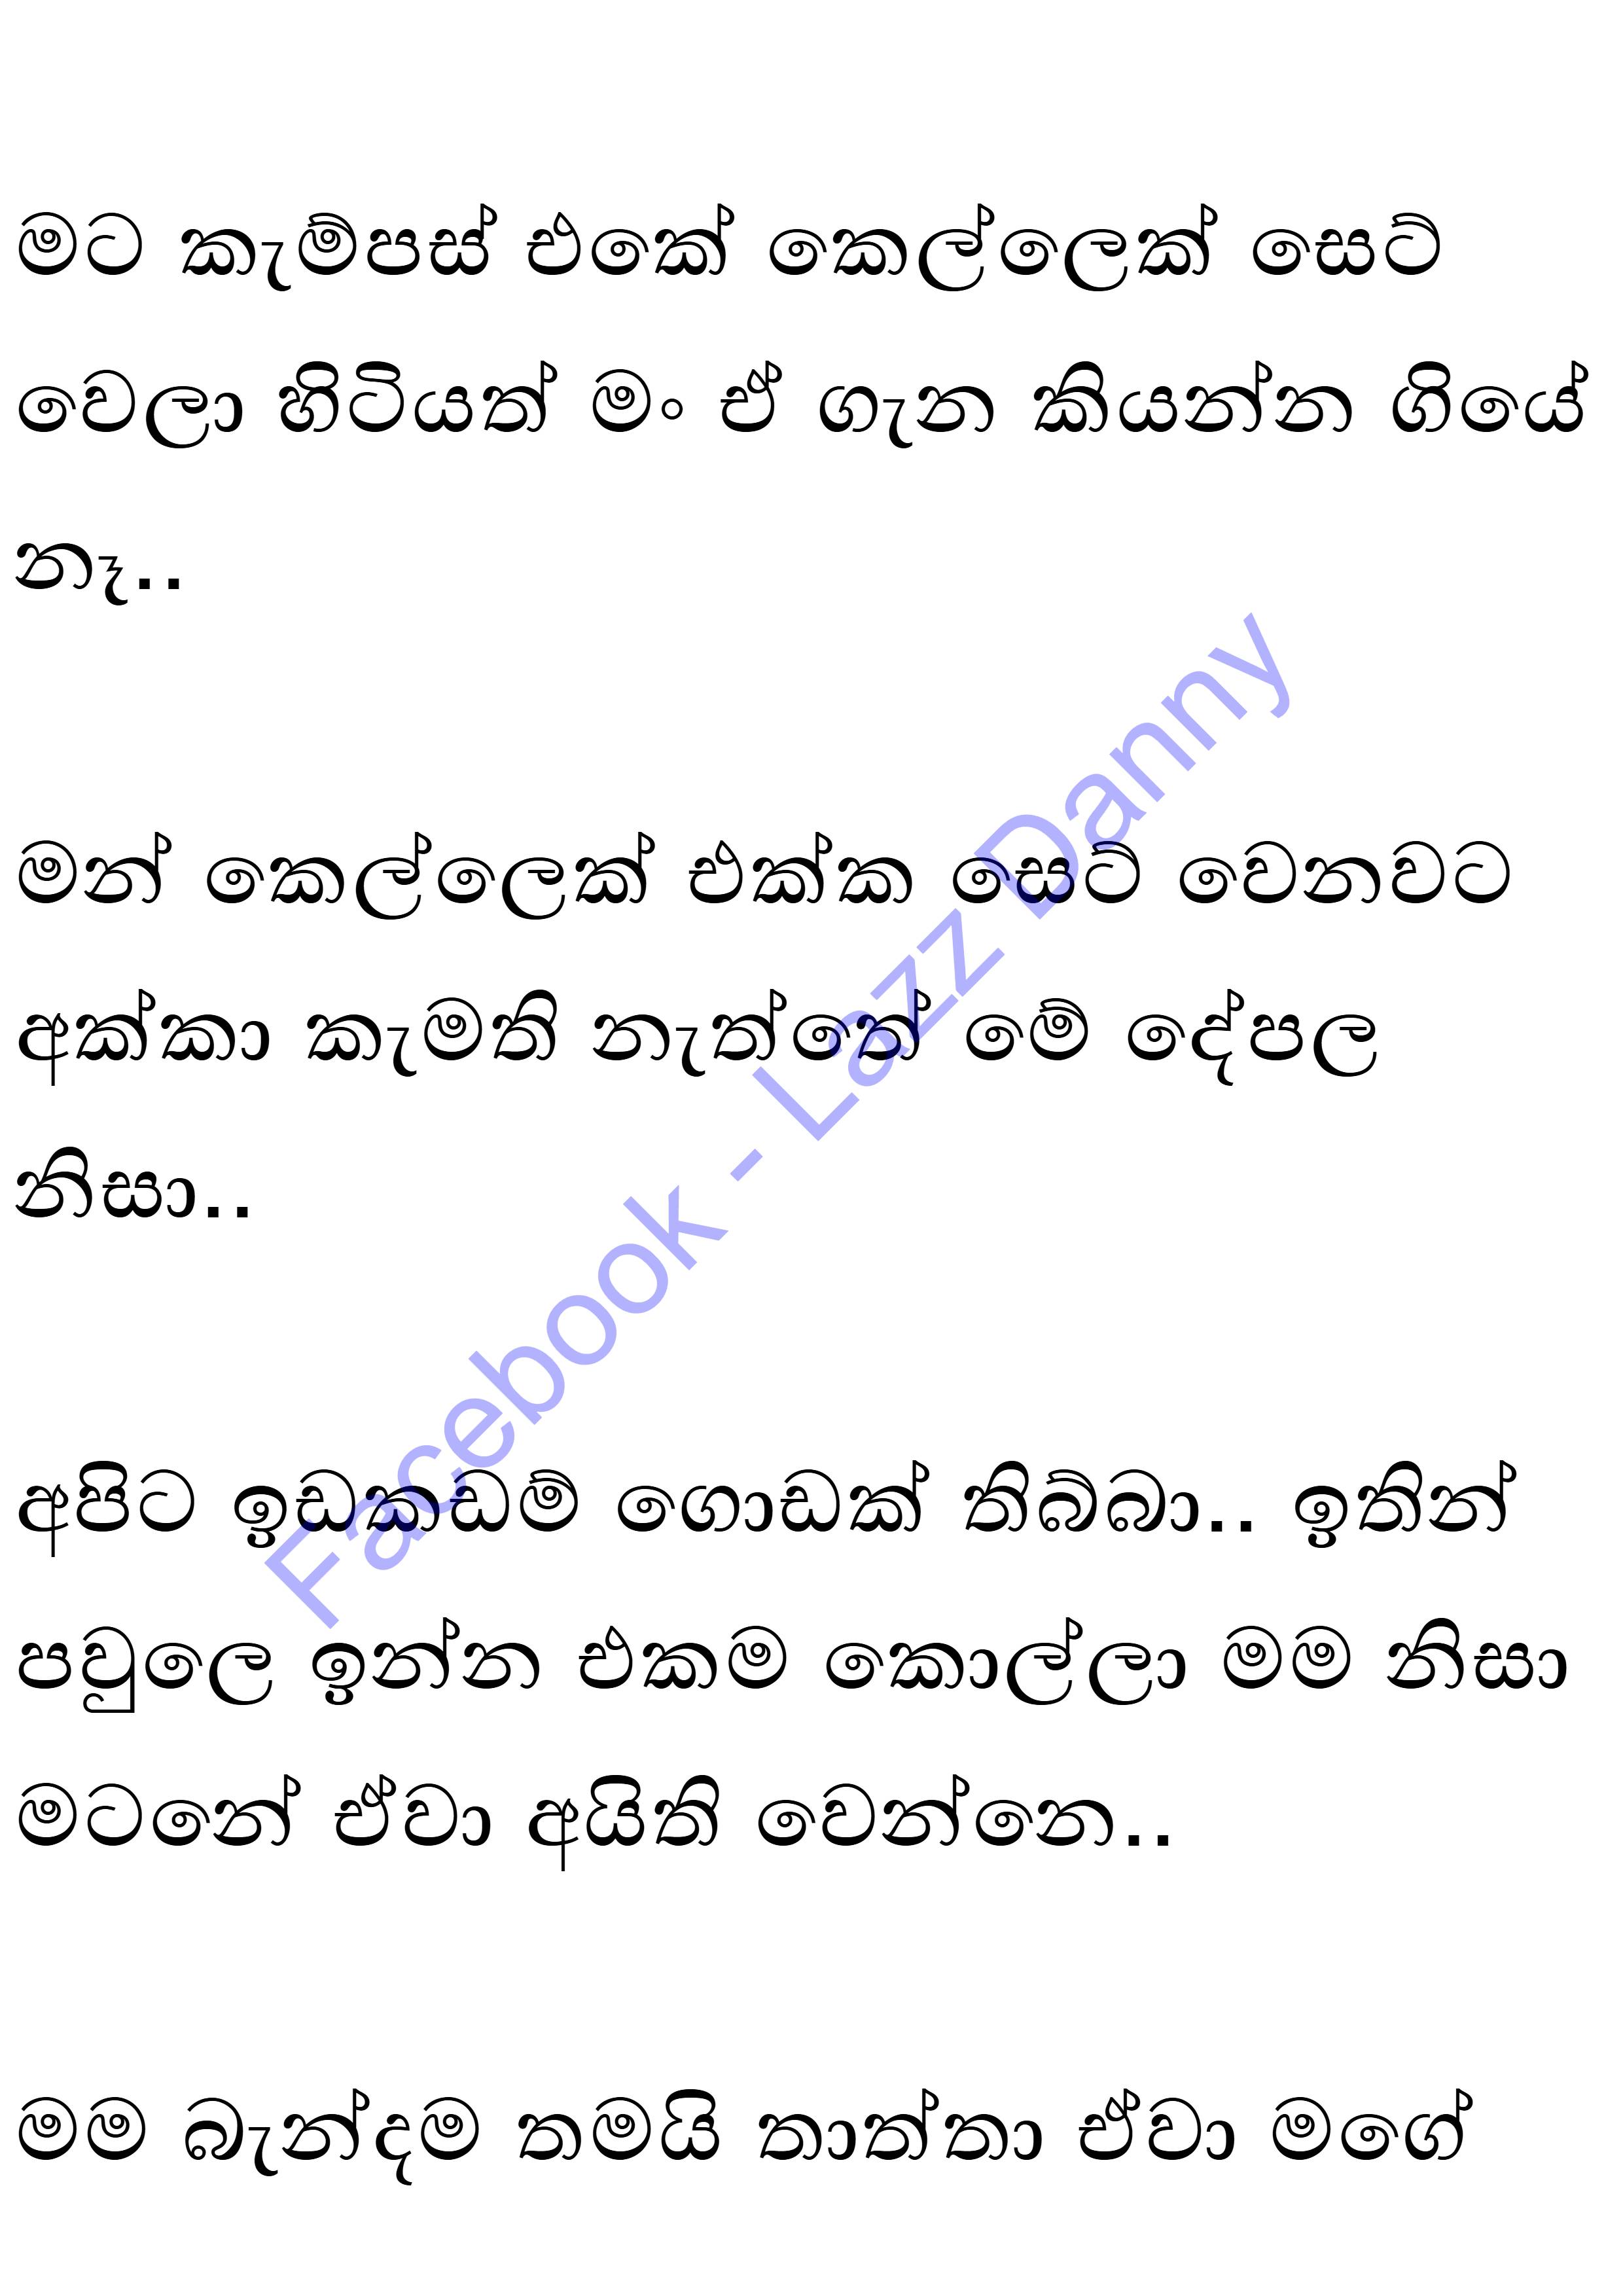 මට කැම්පස් එකේ කෙල්ලෙක් සෙට්
වෙලා හිටියත් මං ඒ ගැන කියන්න ගියේ
නෑ..
මන් කෙල්ලෙක් එක්ක සෙට් වෙනවට
අක්කා කැමති නැත්තේ මේ දේපල
නිසා..
අපිට ඉඩකඩම් ගොඩක් තිබ්බා.. ඉතින්
පවුලෙ ඉන්න එකම කොල්ලා මම නිසා
මටනේ ඒවා අයිති වෙන්නෙ..
මම බැන්දම තමයි තාත්තා ඒවා මගේ
Facebook - Lazz Danny